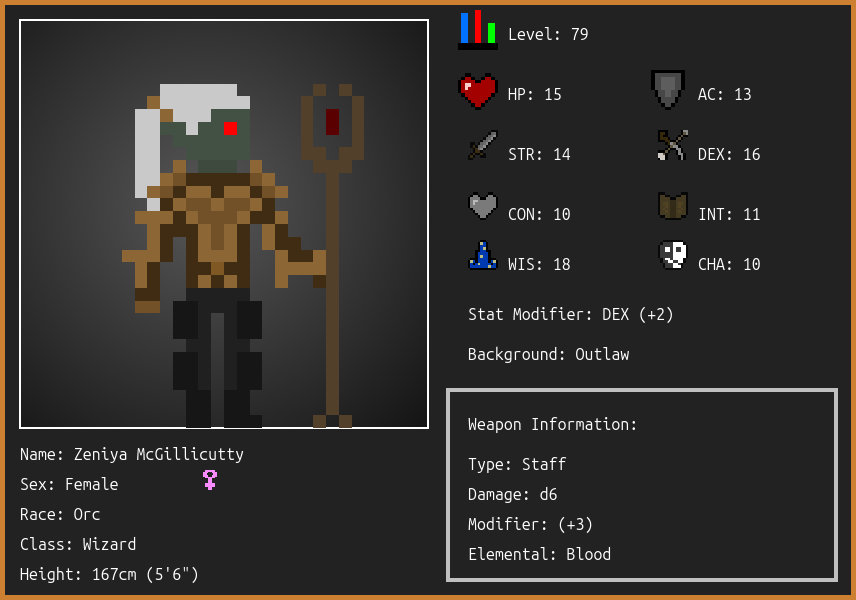 Level: 79
HP: 15
AC: 13
STR: 14
DEX: 16
CON: 10
INT: 11
WIS: 18
CHA: 10
Stat Modifier: DEX (+2)
Background: Outlaw
Weapon Information:
Type: Staff
Damage: d6
Modifier: (+3)
Elemental: Blood
Name: Zeniya McGillicutty
Sex: Female
Race: Orc
Class: Wizard
Height: 167cm (5'6")